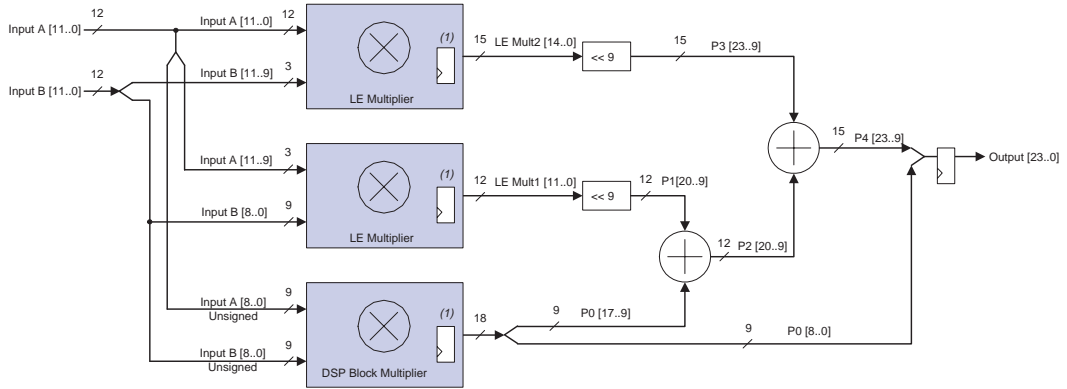 12
Input A [11..0]
Input A [11..0]
12
(1)
15
LE Mult2 [14..0]
<< 9
15
P3 [23..9]
12
Input B [11..0]
Input B [11..9]
3
LE Multiplier
15
P4 [23..9]
Output [23..0]
Input A [11..9]
3
(1)
12
LE Mult1 [11..0]
<< 9
12
P1[20..9]
Input B [8..0]
9
LE Multiplier
12
P2 [20..9]
Input A [8..0]
Unsigned
9
(1)
18
9
P0 [17..9]
9
P0 [8..0]
Input B [8..0]
Unsigned
9
DSP Block Multiplier